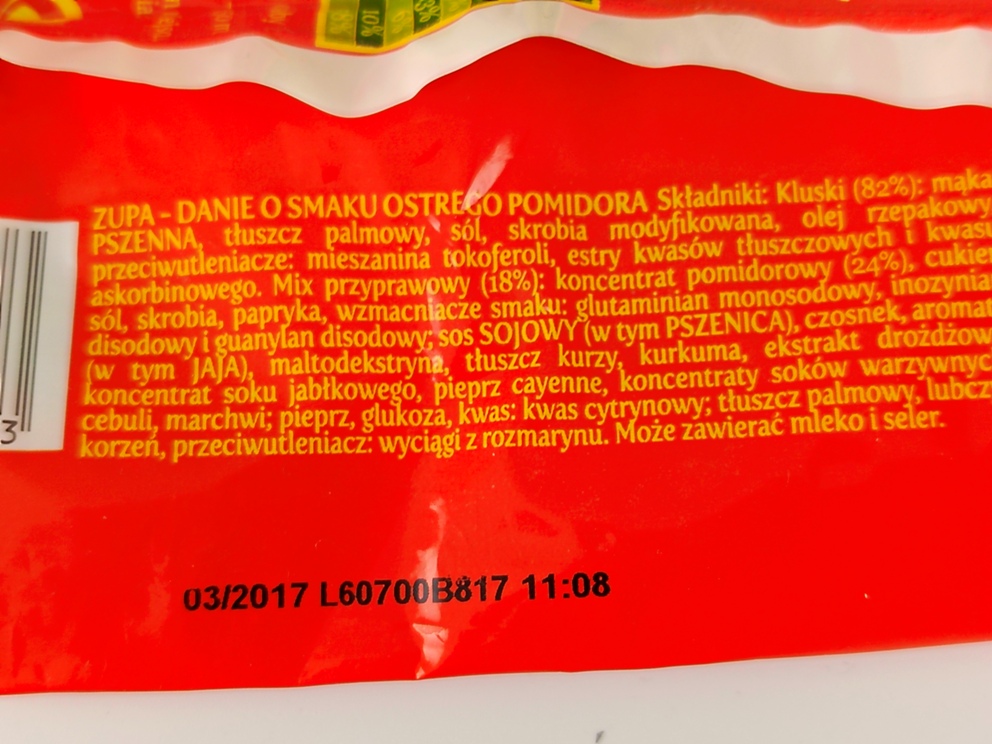 10%
ZUPA - DANIE O SMAKU OSTREGO POMIDORA Składniki: Kluski (82%): mąka
PSZENNA, tłuszcz palmowy, sól, skrobia modyfikowana, olej rzepakowy,
przeciwutleniacze: mieszanina tokoferoli, estry kwasów tłuszczowych i kwasu
askorbinowego. Mix przyprawowy (18%): koncentrat pomidorowy (24%), cukier,
sól, skrobia, papryka, wzmacniacze smaku: glutaminian monosodowy, inozynian
disodowy i guanylan disodowy; sos SOJOWY (w tym PSZENICA), czosnek, aromat
(w tym JAJA), maltodekstryna, tłuszcz kurzy, kurkuma, ekstrakt drożdżow
koncentrat soku jabłkowego, pieprz cayenne, koncentraty soków warzywnyc
cebuli, marchwi; pieprz, glukoza, kwas: kwas cytrynowy; tłuszcz palmowy, lubcz
korzeń, przeciwutleniacz: wyciągi z rozmarynu. Może zawierać mleko i seler.
3
03/2017 L60700B817 11:08